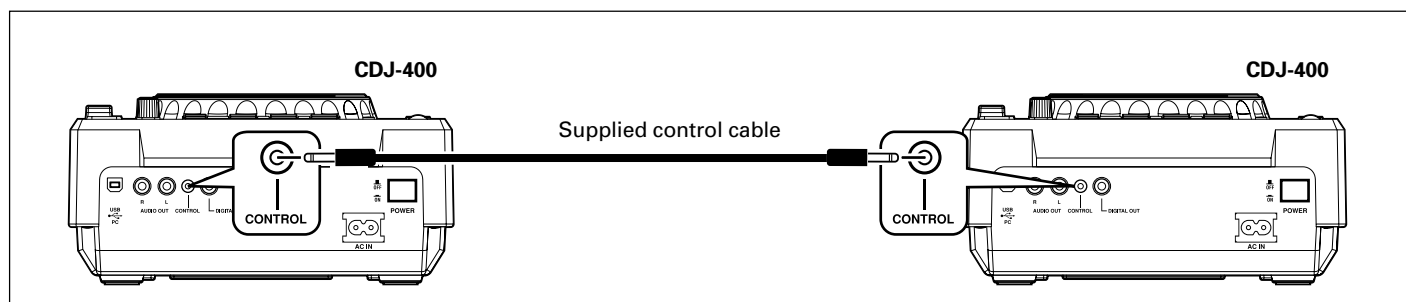 CDJ-400
CDJ-400
Supplied control cable
CONTROL
USB
PC
R
L
AUDIO OUT
CONTROL
OFF
ON
POWER
AC IN
CONTROL
USB
PC
R
L
AUDIO OUT
CONTROL
DIGITAL OUT
OFF
ON
POWER
AC IN